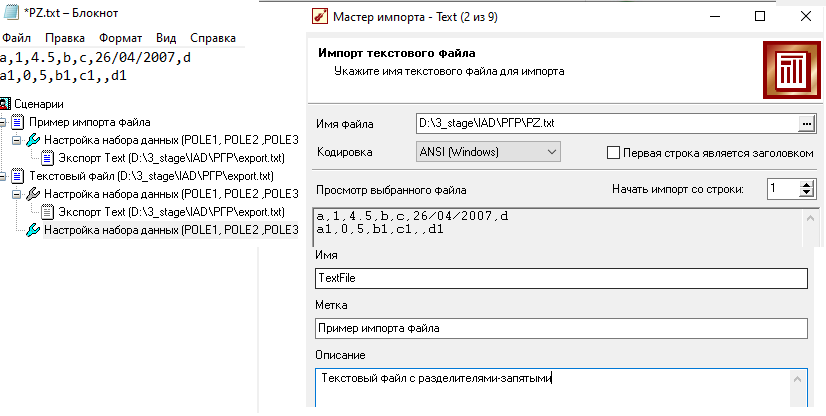 *PZ.txt – Блокнот
Файл Правка Формат Вид Справка
a,1,4.5,b,c,26/04/2007,d
a1,0,5,b1,c1,,d1
Сценарии
Пример импорта файла
Настройка набора данных (POLE1, POLE2 ,POLE3
Экспорт Text (D:\3_stage\IAD\РГР\export.txt)
Текстовый файл (D:\3_stage\IAD\РГР\export.txt)
Настройка набора данных (POLE1, POLE2 ,POLE3
Экспорт Text (D:\3_stage\IAD\РГР\export.txt)
Настройка набора данных (POLE1, POLE2 ,POLE3
Мастер импорта - Text (2 из 9)
Импорт текстового файла
Укажите имя текстового файла для импорта
Имя файла D:\3_stage\IAD\РГР\PZ.txt ...
Кодировка ANSI (Windows) Первая строка является заголовком
Просмотр выбранного файла Начать импорт со строки: 1
a,1,4.5,b,c,26/04/2007,d
a1,0,5,b1,c1,,d1
Имя
TextFile
Метка
Пример импорта файла
Описание
Текстовый файл с разделителями-запятыми